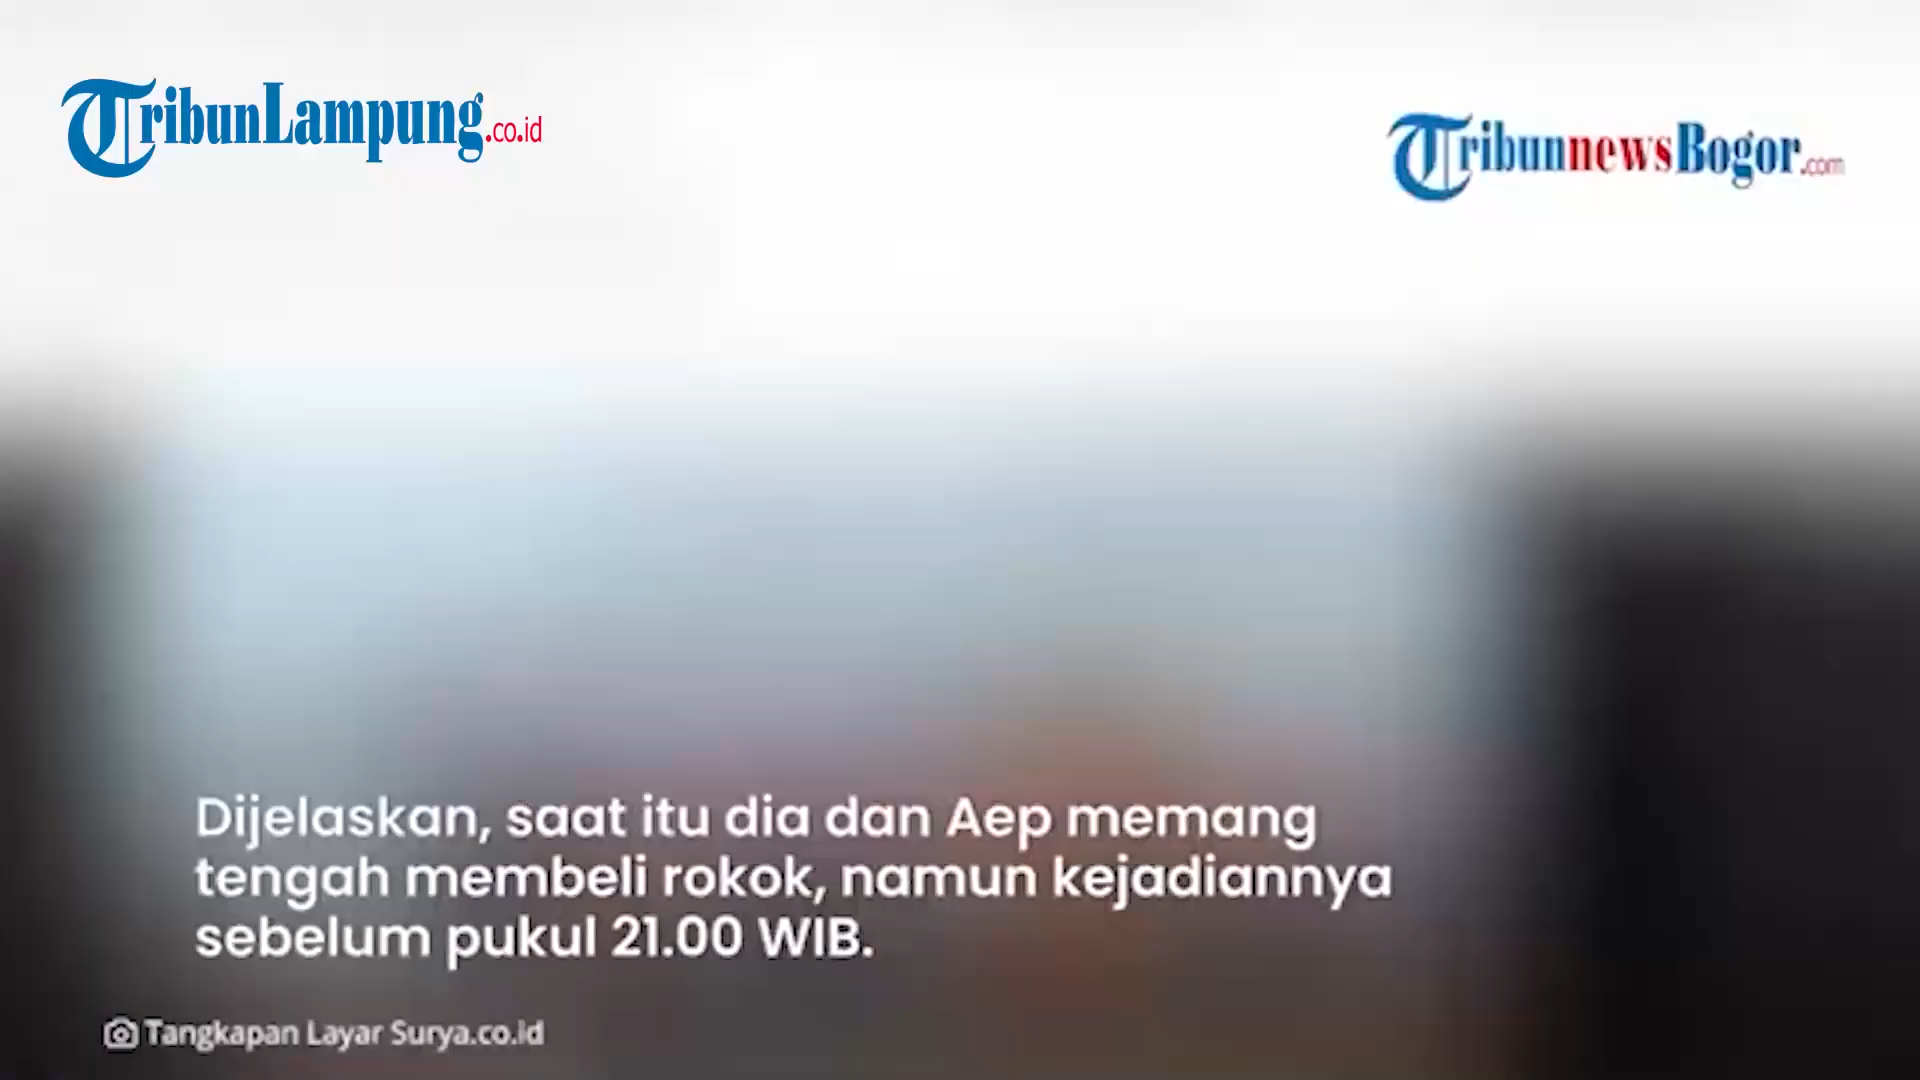 TribunLampung.co.id
TribunnewsBogor.com
Dijelaskan, saat itu dia dan Aep memang
tengah membeli rokok, namun kejadiannya
sebelum pukul 21.00 WIB.
Tangkapan Layar Surya.co.id